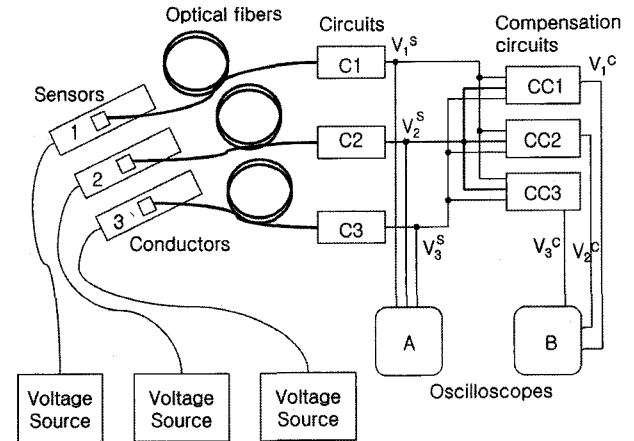 Optical fibers
Circuits
Compensation
circuits
Sensors
C1
V₁ˢ
CC1
V₁ᶜ
1
C2
V₂ˢ
CC2
2
CC3
3
Conductors
C3
V₃ˢ
V₃ᶜ
V₂ᶜ
A
B
Oscilloscopes
Voltage
Source
Voltage
Source
Voltage
Source